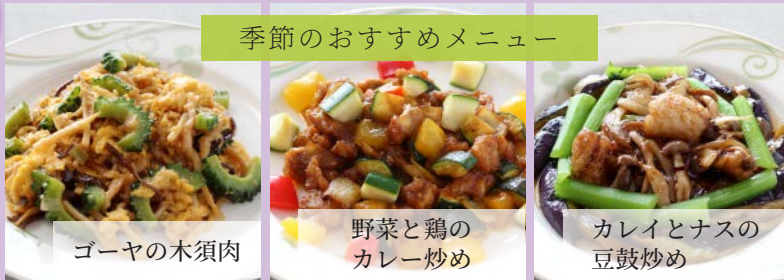 季節のおすすめメニュー
ゴーヤの木須肉
野菜と鶏の
カレー炒め
カレイとナスの
豆鼓炒め